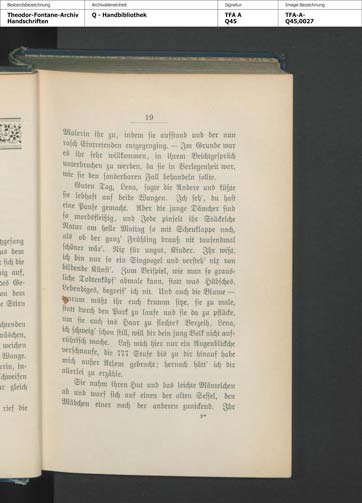 Bestandsbezeichnung
Archivalieneinheit
Signatur
Image-Bezeichnung
Theodor-Fontane-Archiv
Handschriften
Q - Handbibliothek
TFA A
Q45
TFA-A-
Q45,0027
19
Malerin ihr zu, indem sie aufstand und der nun
rasch Eintretenden entgegenging. — Im Grunde war
es ihr sehr willkommen, in ihrem Beichtgespräch
unterbrochen zu werden, da sie in Verlegenheit war,
wie sie den sonderbaren Fall behandeln sollte.
Guten Tag, Lena, sagte die Andere und küßte
sie lebhaft auf beide Wangen. Ich seh', du hast
eine Pause gemacht. Aber die junge Dämcher sind
so mordsfleißig, und Jede pinselt ihr Stückelche
Natur am helle Maitag so mit Scheuklappe nach,
als ob der ganz' Frühling drauß nit tausendmal
schöner wär'. Nix für ungut, Kinder. Ihr wißt,
ich bin nur so ein Singvogel und versteh' nix von
bildende Künst'. Zum Beispiel, wie man so graus-
liche Todtenköpf' abmale kann, statt was Hübsches,
Lebendiges, begreif' ich nit. Und auch die Blume —
warum müßt ihr euch krumm sitze, sie zu male,
statt durch den Park zu laufe und sie da zu pflücke,
um sie euch ins Haar zu flechte? Verzeih, Lena,
ich schweig' schon still, will dir dein jung Volk nit auf-
rührisch mache. Laß mich hier nur ein Augenblickche
verschnaufe, die 777 Stufe bis zu dir hinauf habe
mich außer Athem gebracht; hernach hätt' ich dir
allerlei zu erzähle.
Sie nahm ihren Hut und das leichte Mäntelchen
ab und warf sich auf einen der alten Sessel, den
Mädchen einer nach der anderen zunickend. Ihr
2*